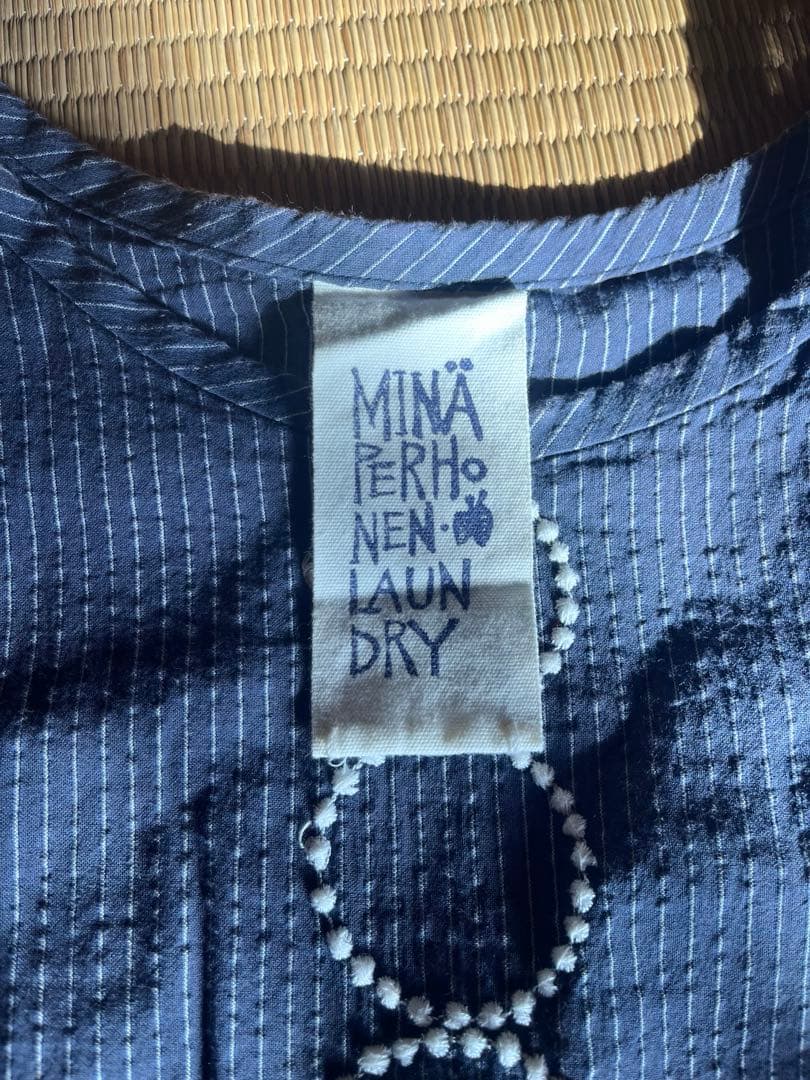 MINÄ
PERHO
NEN·
LAUN
DRY